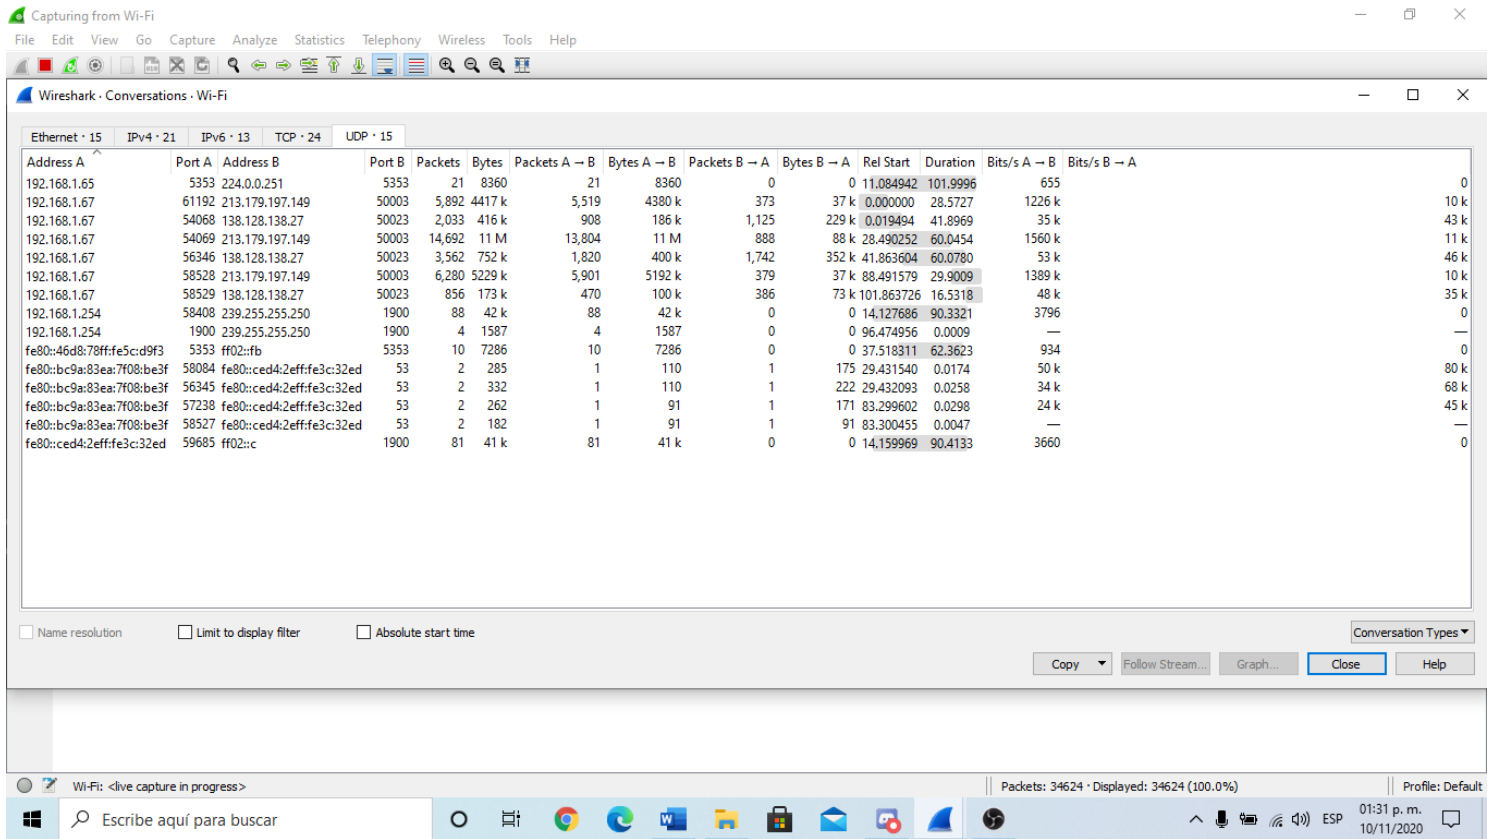 Capturing from Wi-Fi
File Edit View Go Capture Analyze Statistics Telephony Wireless Tools Help
Wireshark · Conversations · Wi-Fi
Ethernet · 15 IPv4 · 21 IPv6 · 13 TCP · 24 UDP · 15
Address A Port A Address B Port B Packets Bytes Packets A → B Bytes A → B Packets B → A Bytes B → A Rel Start Duration Bits/s A → B Bits/s B → A
192.168.1.65 5353 224.0.0.251 5353 21 8360 21 8360 0 0 11.084942 101.9996 655 0
192.168.1.67 61192 213.179.197.149 50003 5,892 4417 k 5,519 4380 k 373 37 k 0.000000 28.5727 1226 k 10 k
192.168.1.67 54068 138.128.138.27 50023 2,033 416 k 908 186 k 1,125 229 k 0.019494 41.8969 35 k 43 k
192.168.1.67 54069 213.179.197.149 50003 14,692 11 M 13,804 11 M 888 88 k 28.490252 60.0454 1560 k 11 k
192.168.1.67 56346 138.128.138.27 50023 3,562 752 k 1,820 400 k 1,742 352 k 41.863604 60.0780 53 k 46 k
192.168.1.67 58528 213.179.197.149 50003 6,280 5229 k 5,901 5192 k 379 37 k 88.491579 29.9009 1389 k 10 k
192.168.1.67 58529 138.128.138.27 50023 856 173 k 470 100 k 386 73 k 101.863726 16.5318 48 k 35 k
192.168.1.254 58408 239.255.255.250 1900 88 42 k 88 42 k 0 0 14.127686 90.3321 3796 0
192.168.1.254 1900 239.255.255.250 1900 4 1587 4 1587 0 0 96.474956 0.0009 — —
fe80::46d8:78ff:fe5c:d9f3 5353 ff02::fb 5353 10 7286 10 7286 0 0 37.518311 62.3623 934 0
fe80::bc9a:83ea:7f08:be3f 58084 fe80::ced4:2eff:fe3c:32ed 53 2 285 1 110 1 175 29.431540 0.0174 50 k 80 k
fe80::bc9a:83ea:7f08:be3f 56345 fe80::ced4:2eff:fe3c:32ed 53 2 332 1 110 1 222 29.432093 0.0258 34 k 68 k
fe80::bc9a:83ea:7f08:be3f 57238 fe80::ced4:2eff:fe3c:32ed 53 2 262 1 91 1 171 83.299602 0.0298 24 k 45 k
fe80::bc9a:83ea:7f08:be3f 58527 fe80::ced4:2eff:fe3c:32ed 53 2 182 1 91 1 91 83.300455 0.0047 — —
fe80::ced4:2eff:fe3c:32ed 59685 ff02::c 1900 81 41 k 81 41 k 0 0 14.159969 90.4133 3660 0
Name resolution Limit to display filter Absolute start time Conversation Types
Copy Follow Stream... Graph... Close Help
Wi-Fi: <live capture in progress> Packets: 34624 · Displayed: 34624 (100.0%) Profile: Default
Escribe aquí para buscar ESP 01:31 p. m.
10/11/2020